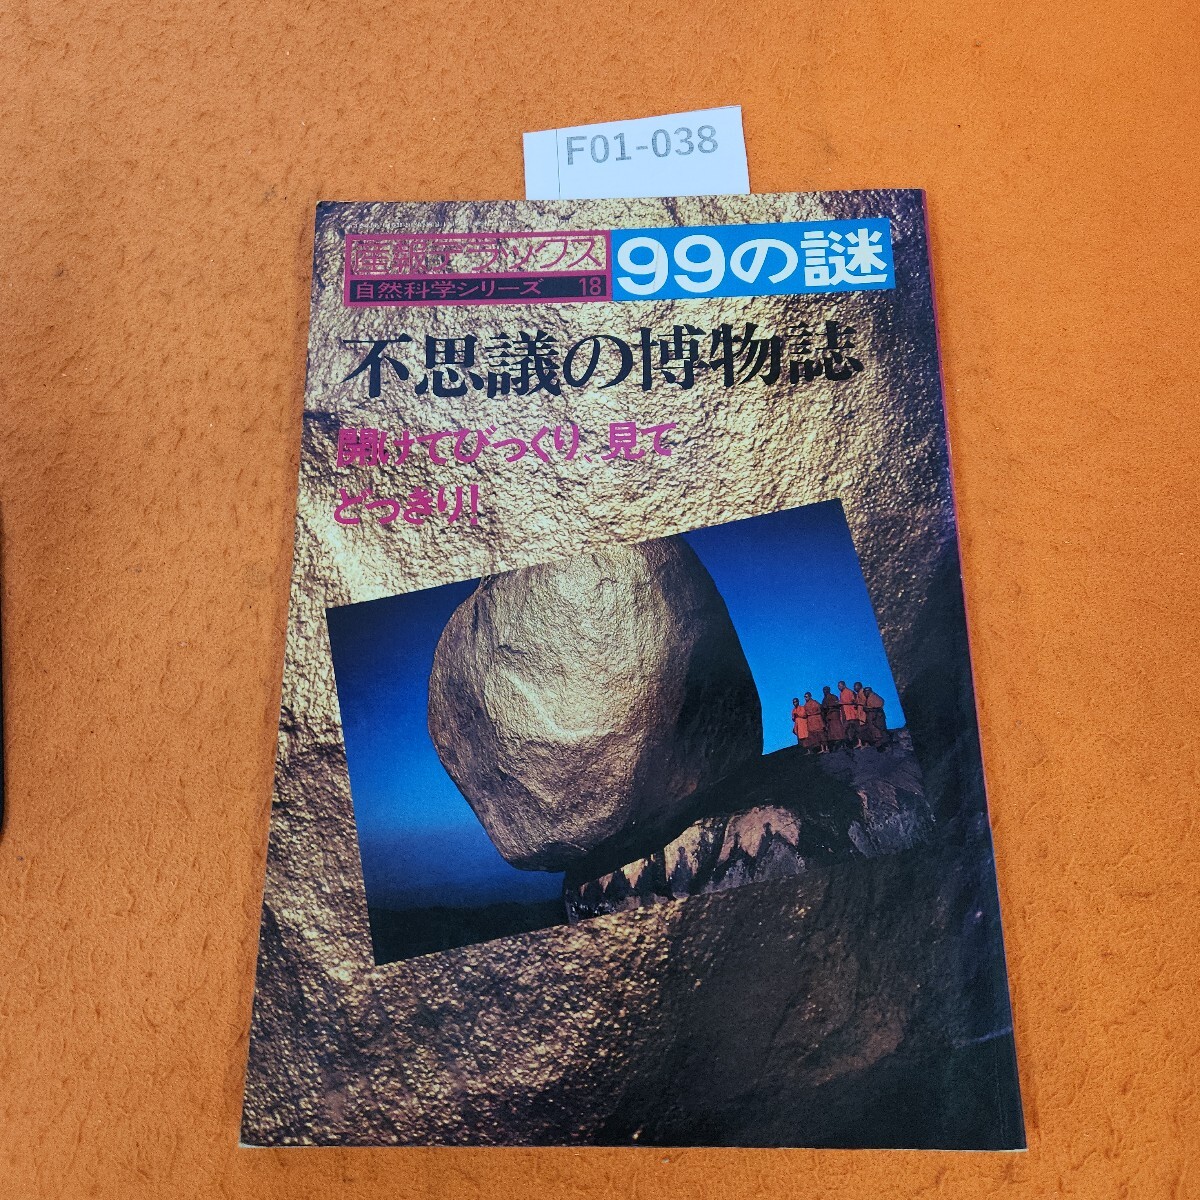 F01-038
産報デラックス
99の謎
自然科学シリーズ 18
不思議の博物誌
開けてびっくり、見て
どっきり!